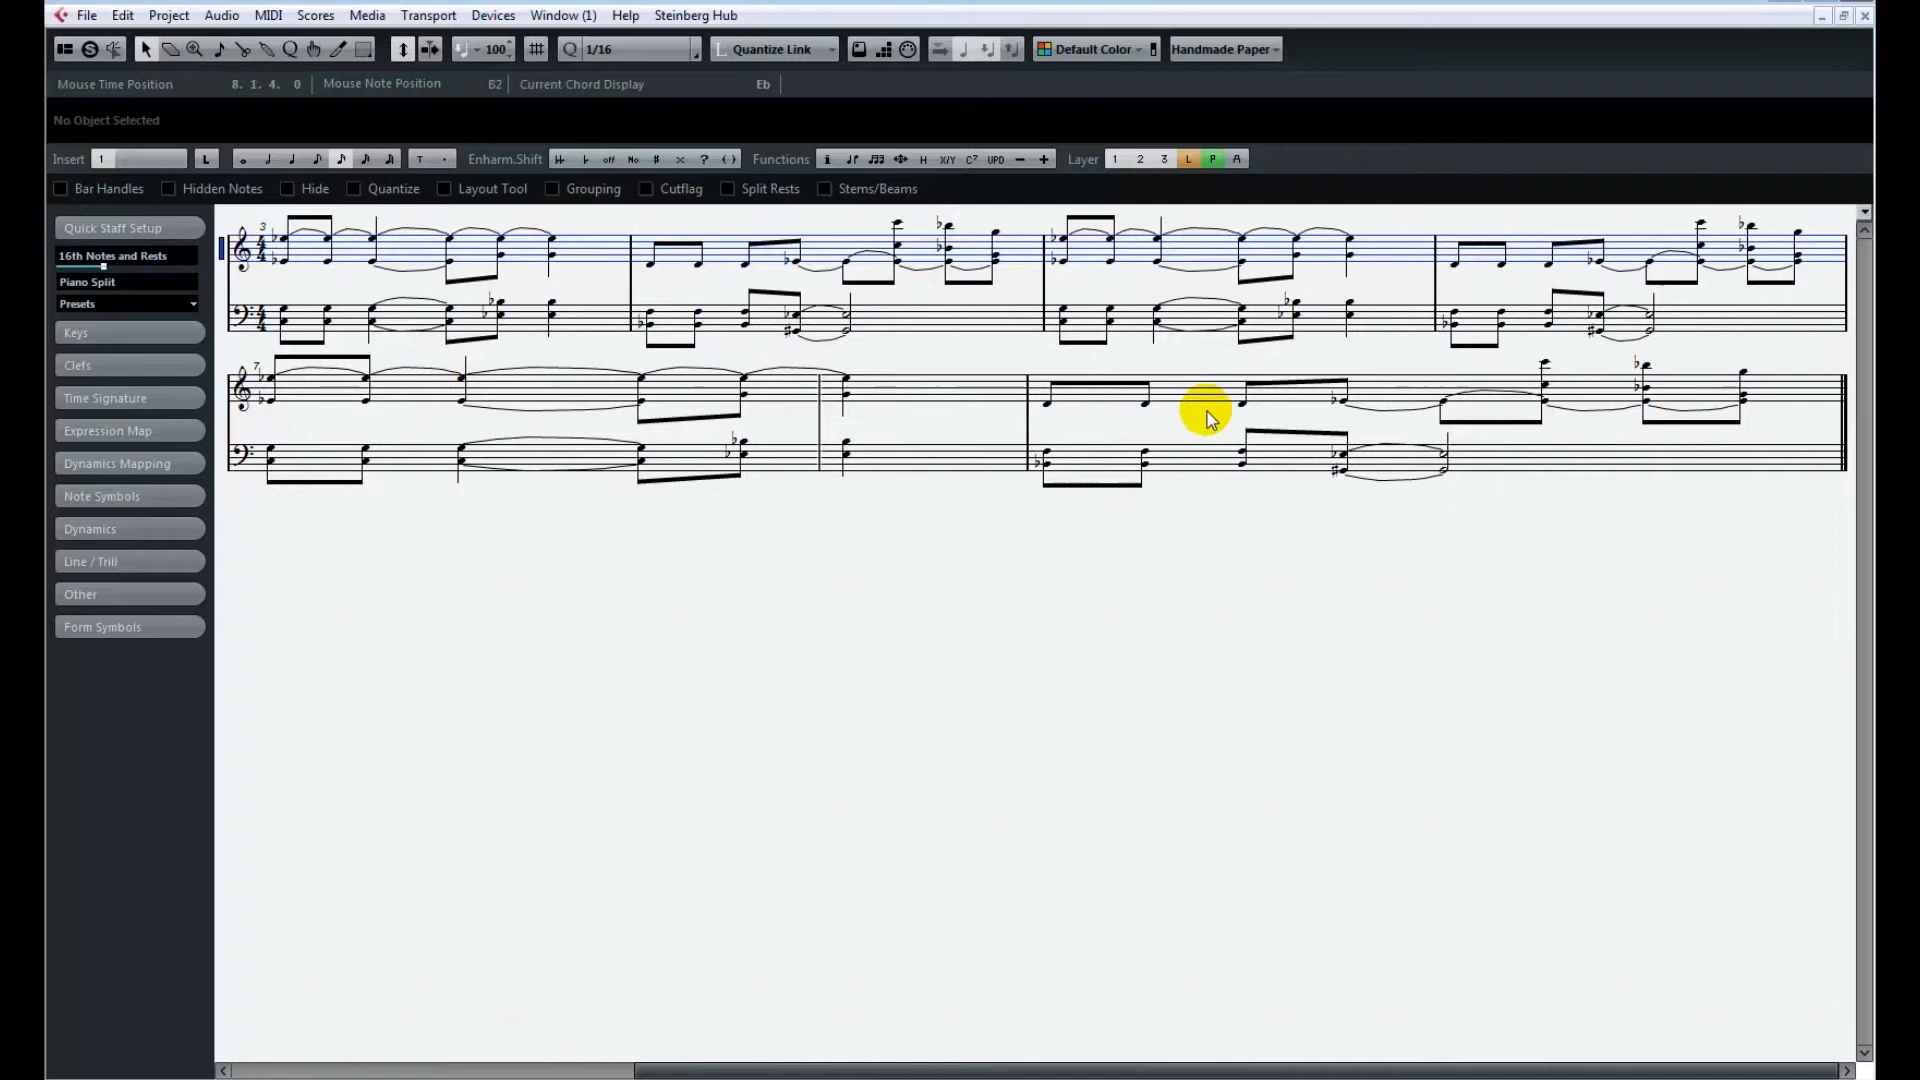 File Edit Project Audio MIDI Scores Media Transport Devices Window (1) Help Steinberg Hub
100 Q 1/16 L Quantize Link Default Color Handmade Paper
Mouse Time Position 8. 1. 4. 0 Mouse Note Position B2 Current Chord Display Eb
No Object Selected
Insert 1 L T Enharm.Shift off No ? ( ) Functions i H X/Y C7 UPD Layer 1 2 3 L P A
Bar Handles Hidden Notes Hide Quantize Layout Tool Grouping Cutflag Split Rests Stems/Beams
Quick Staff Setup
16th Notes and Rests
Piano Split
Presets
Keys
Clefs
Time Signature
Expression Map
Dynamics Mapping
Note Symbols
Dynamics
Line / Trill
Other
Form Symbols
3
4
4
4
4
7